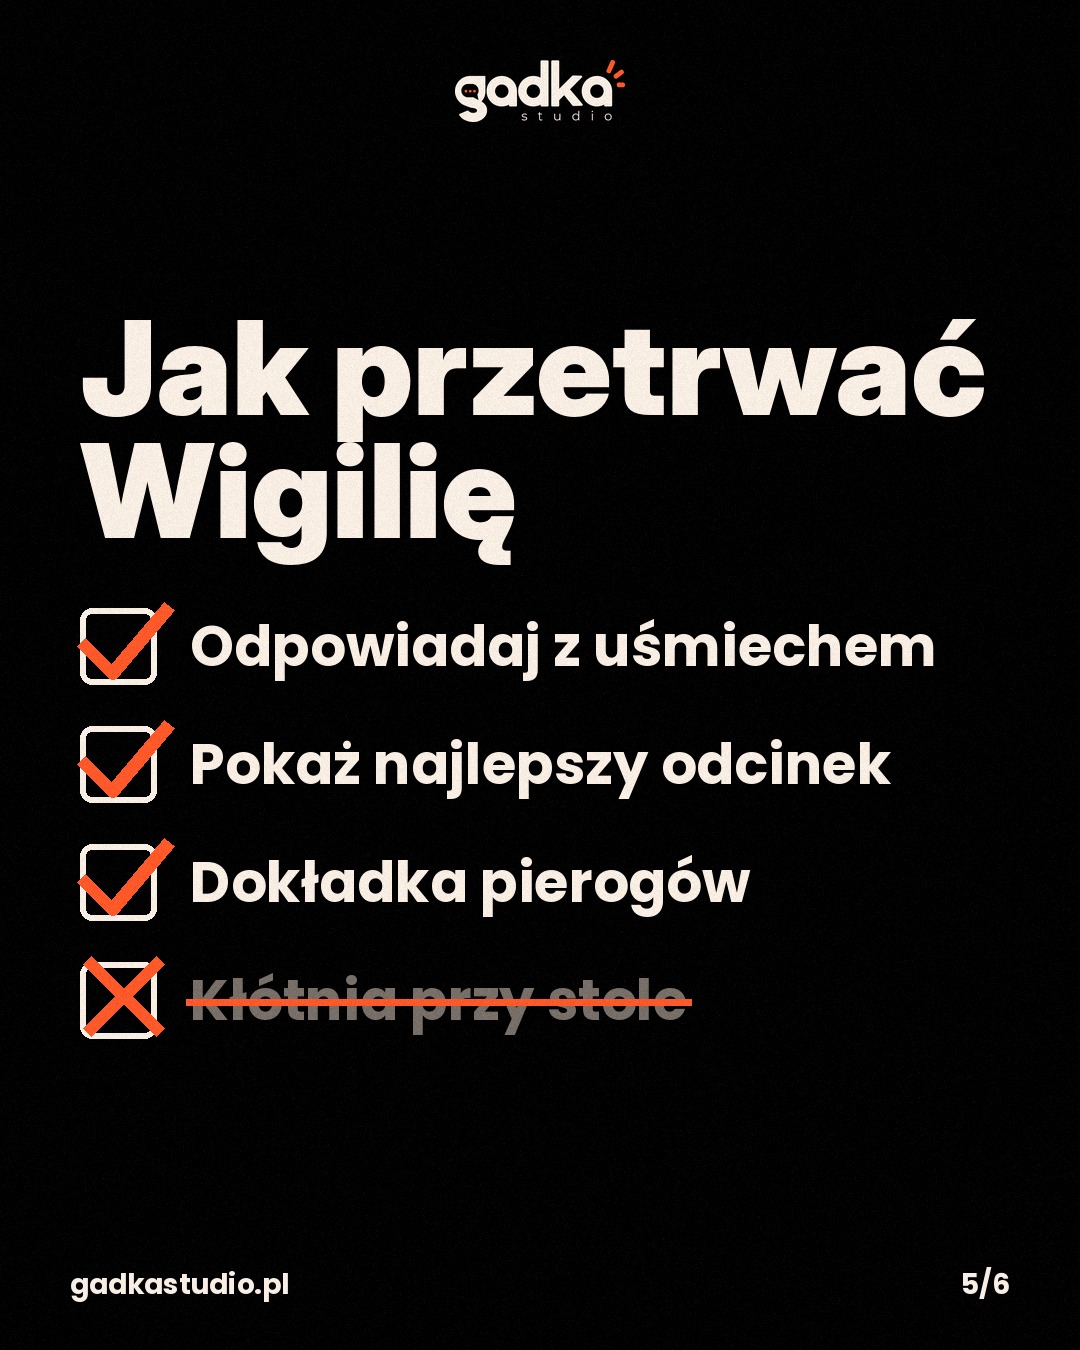 gadka
studio
Jak przetrwać
Wigilię
Odpowiadaj z uśmiechem
Pokaż najlepszy odcinek
Dokładka pierogów
Kłótnia przy stole
gadkastudio.pl
5/6